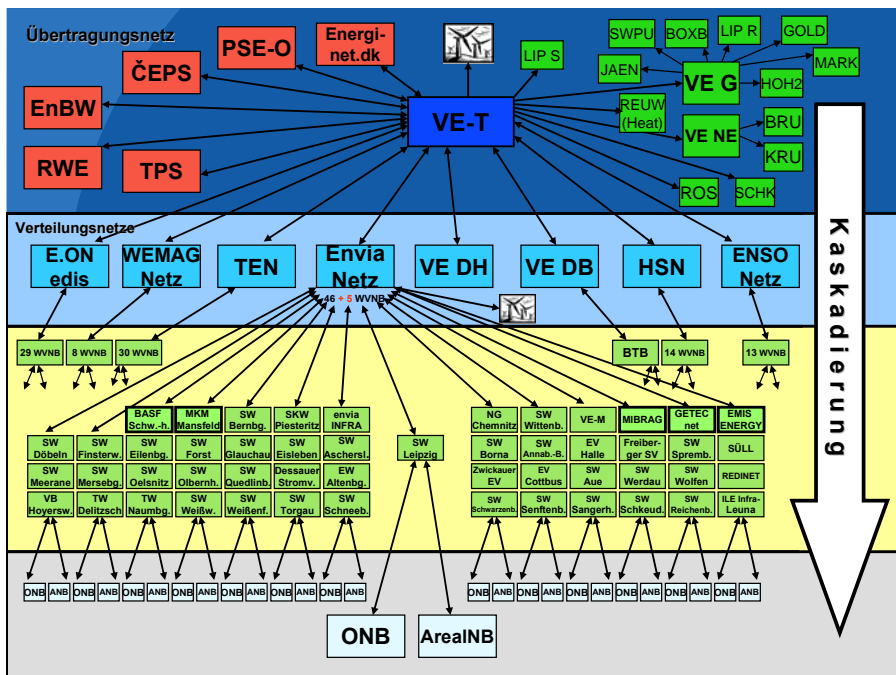 Übertragungsnetz
PSE-O
Energi-
net.dk
ČEPS
EnBW
RWE
TPS
VE-T
LIP S
SWPU
BOXB
LIP R
GOLD
JAEN
MARK
VE G
HOH2
REUW
(Heat)
VE NE
BRU
KRU
ROS
SCHK
Kaskadierung
Verteilungsnetze
E.ON
edis
WEMAG
Netz
TEN
Envia
Netz
VE DH
VE DB
HSN
ENSO
Netz
46 + 5 WVNB
29 WVNB
8 WVNB
30 WVNB
BTB
14 WVNB
13 WVNB
BASF
Schw.-h.
MKM
Mansfeld
SW
Bernbg.
SKW
Piesteritz
envia
INFRA
SW
Döbeln
SW
Finsterw.
SW
Eilenbg.
SW
Forst
SW
Glauchau
SW
Eisleben
SW
Aschersl.
SW
Meerane
SW
Mersebg.
SW
Oelsnitz
SW
Olbernh.
SW
Quedlinb.
Dessauer
Stromv.
EW
Altenbg.
VB
Hoyersw.
TW
Delitzsch
TW
Naumbg.
SW
Weißw.
SW
Weißenf.
SW
Torgau
SW
Schneeb.
SW
Leipzig
NG
Chemnitz
SW
Wittenb.
VE-M
MIBRAG
GETEC
net
EMIS
ENERGY
SW
Borna
SW
Annab.-B.
EV
Halle
Freiber-
ger SV
SW
Spremb.
SÜLL
Zwickauer
EV
EV
Cottbus
SW
Aue
SW
Werdau
SW
Wolfen
REDINET
SW
Schwarzenb.
SW
Senftenb.
SW
Sangerh.
SW
Schkeud.
SW
Reichenb.
ILE Infra-
Leuna
ONB ANB ONB ANB ONB ANB ONB ANB ONB ANB ONB ANB ONB ANB
ONB ANB ONB ANB ONB ANB ONB ANB ONB ANB ONB ANB
ONB
ArealNB